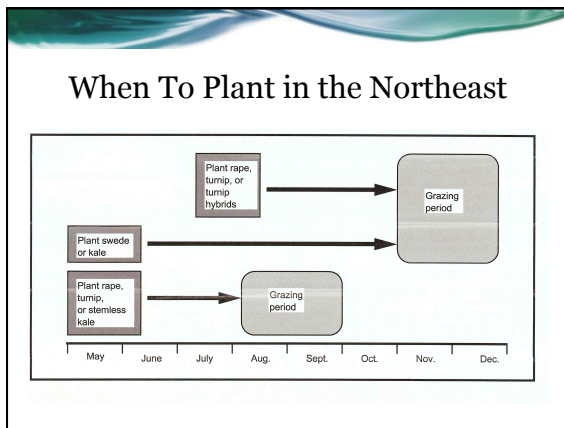 When To Plant in the Northeast
Plant rape,
turnip, or
turnip
hybrids
Grazing
period
Plant swede
or kale
Plant rape,
turnip,
or stemless
kale
Grazing
period
May June July Aug. Sept. Oct. Nov. Dec.